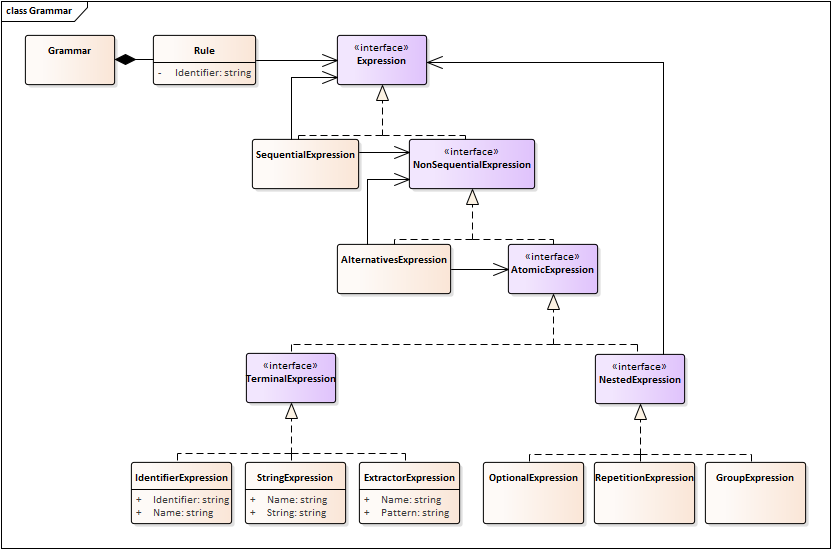 class Grammar
Grammar
Rule
- Identifier: string
«interface»
Expression
SequentialExpression
«interface»
NonSequentialExpression
AlternativesExpression
«interface»
AtomicExpression
«interface»
TerminalExpression
«interface»
NestedExpression
IdentifierExpression
+ Identifier: string
+ Name: string
StringExpression
+ Name: string
+ String: string
ExtractorExpression
+ Name: string
+ Pattern: string
OptionalExpression
RepetitionExpression
GroupExpression